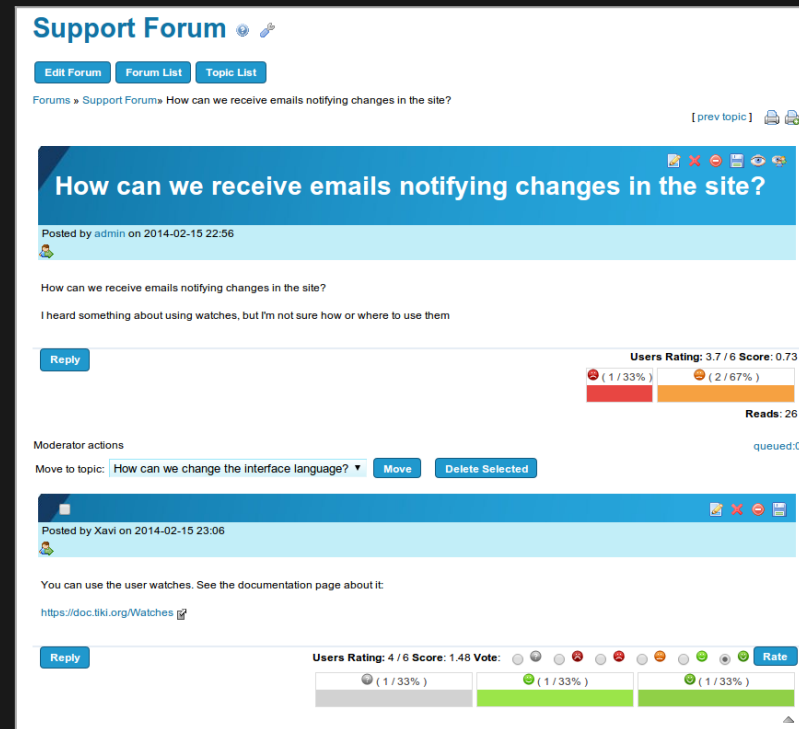 Support Forum
Edit Forum Forum List Topic List
Forums » Support Forum» How can we receive emails notifying changes in the site?
[ prev topic ]
How can we receive emails notifying changes in the site?
Posted by admin on 2014-02-15 22:56
How can we receive emails notifying changes in the site?
I heard something about using watches, but I'm not sure how or where to use them
Reply
Users Rating: 3.7 / 6 Score: 0.73
( 1 / 33% ) ( 2 / 67% )
Reads: 26
Moderator actions
queued:0
Move to topic: How can we change the interface language? Move Delete Selected
Posted by Xavi on 2014-02-15 23:06
You can use the user watches. See the documentation page about it:
https://doc.tiki.org/Watches
Reply Users Rating: 4 / 6 Score: 1.48 Vote: Rate
( 1 / 33% ) ( 1 / 33% ) ( 1 / 33% )